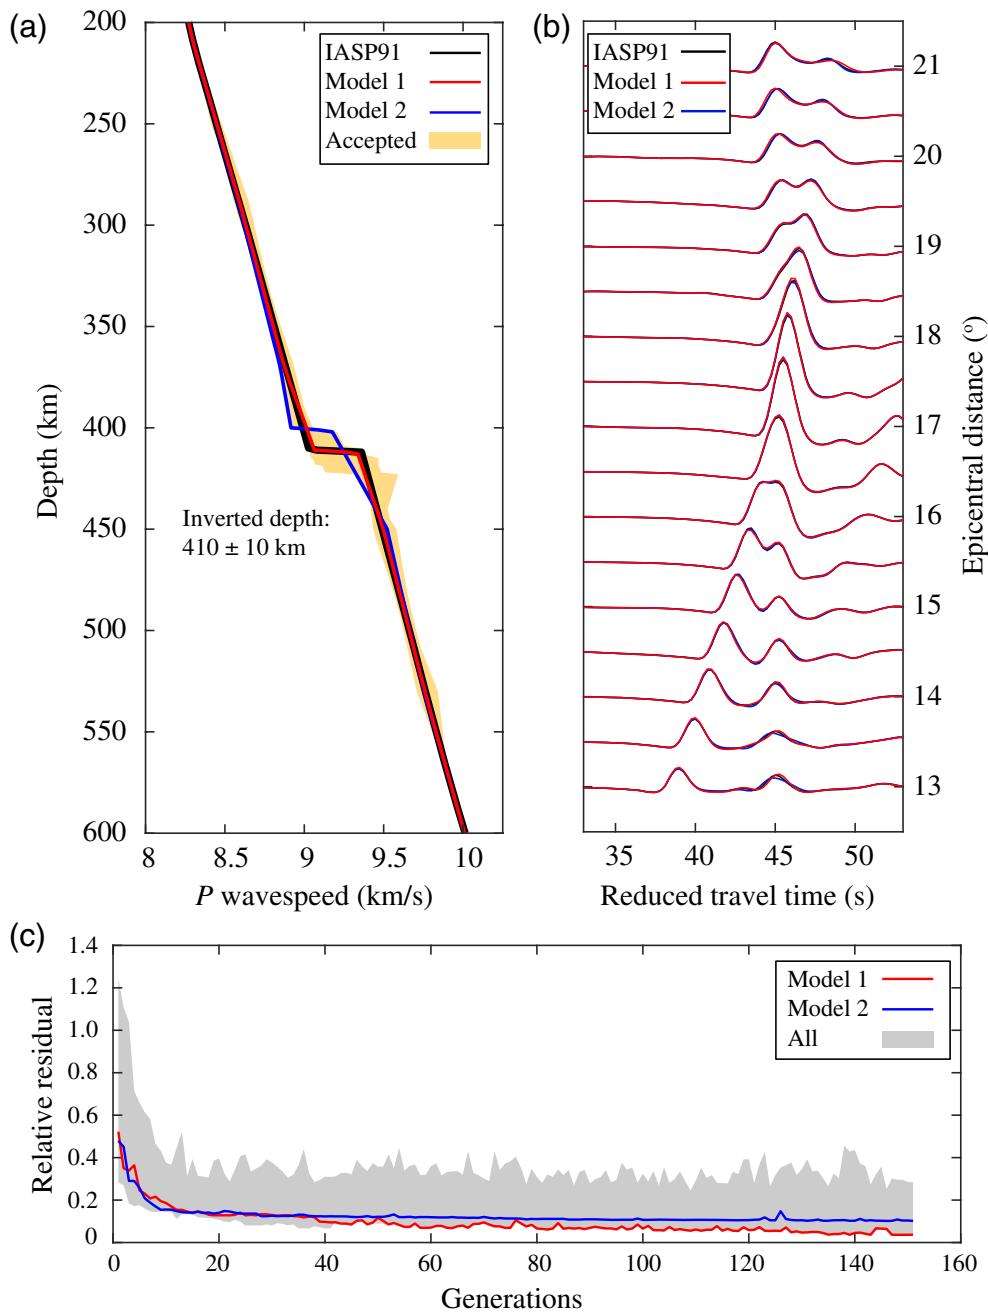 (a)
200
250
300
350
400
450
500
550
600
Depth (km)
8
8.5
9
9.5
10
P wavespeed (km/s)
IASP91
Model 1
Model 2
Accepted
Inverted depth:
410 ± 10 km
(b)
IASP91
Model 1
Model 2
21
20
19
18
17
16
15
14
13
Epicentral distance (º)
35
40
45
50
Reduced travel time (s)
(c)
1.4
1.2
1.0
0.8
0.6
0.4
0.2
0
Relative residual
0
20
40
60
80
100
120
140
160
Generations
Model 1
Model 2
All